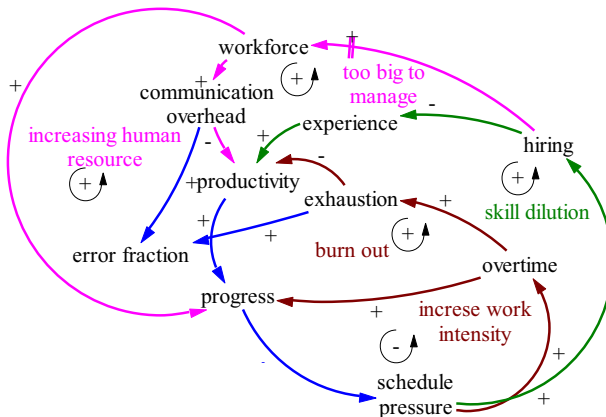 +
workforce
+
+
+
too big to
manage
communication
overhead
-
experience
increasing human
resource
-
+
hiring
-
+
+
+productivity
exhaustion
+
skill dilution
+
+
+
burn out
error fraction
+
overtime
progress
+
increse work
intensity
-
-
+
schedule
pressure
+